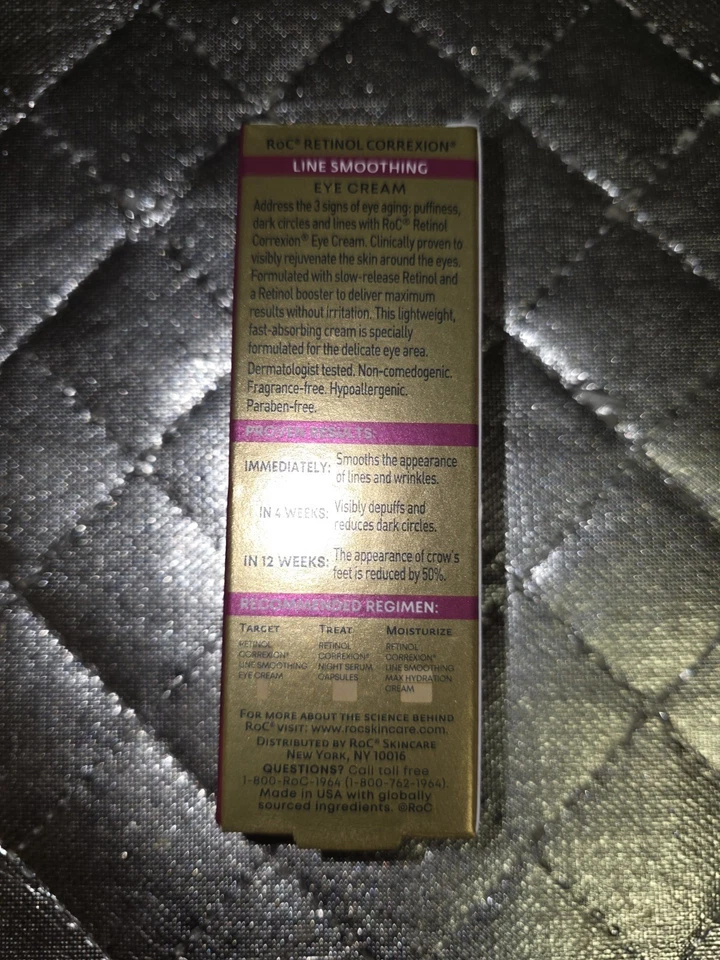 RoC® RETINOL CORREXION®
LINE SMOOTHING
EYE CREAM
Address the 3 signs of eye aging: puffiness,
dark circles and lines with RoC® Retinol
Correxion® Eye Cream. Clinically proven to
visibly rejuvenate the skin around the eyes.
Formulated with slow-release Retinol and
a Retinol booster to deliver maximum
results without irritation. This lightweight,
fast-absorbing cream is specially
formulated for the delicate eye area.
Dermatologist tested. Non-comedogenic.
Fragrance-free. Hypoallergenic.
Paraben-free.
PROVEN RESULTS:
IMMEDIATELY: Smooths the appearance
of lines and wrinkles.
IN 4 WEEKS: Visibly depuffs and
reduces dark circles.
IN 12 WEEKS: The appearance of crow's
feet is reduced by 50%.
RECOMMENDED REGIMEN:
TARGET TREAT MOISTURIZE
RETINOL RETINOL RETINOL
CORREXION® CORREXION® CORREXION®
LINE SMOOTHING NIGHT SERUM LINE SMOOTHING
EYE CREAM CAPSULES MAX HYDRATION
CREAM
FOR MORE ABOUT THE SCIENCE BEHIND
RoC® VISIT: www.rocskincare.com.
DISTRIBUTED BY RoC® SKINCARE
NEW YORK, NY 10016
QUESTIONS? Call toll free
1-800-RoC-1964 (1-800-762-1964)
Made in USA with globally
sourced ingredients. ©RoC